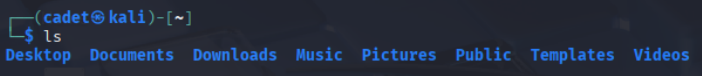 ┌──(cadet㉿kali)-[~]
└─$ ls
Desktop  Documents  Downloads  Music  Pictures  Public  Templates  Videos